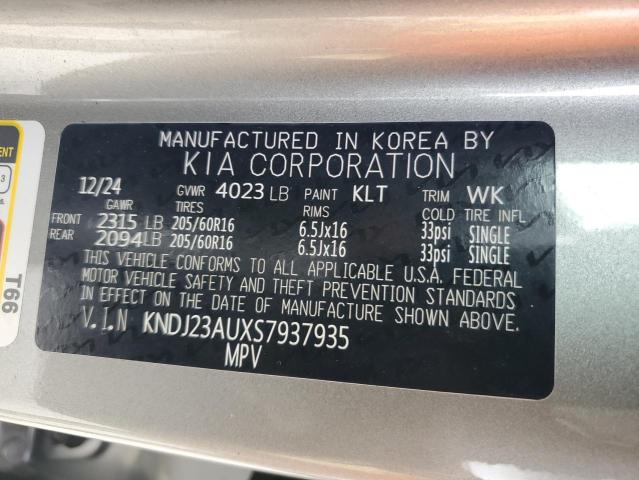 MANUFACTURED IN KOREA BY
KIA CORPORATION
12/24 GVWR 4023 LB PAINT KLT TRIM WK
GAWR TIRES RIMS COLD TIRE INFL
FRONT 2315 LB 205/60R16 6.5Jx16 33psi SINGLE
REAR 2094 LB 205/60R16 6.5Jx16 33psi SINGLE
THIS VEHICLE CONFORMS TO ALL APPLICABLE U.S.A. FEDERAL
MOTOR VEHICLE SAFETY AND THEFT PREVENTION STANDARDS
IN EFFECT ON THE DATE OF MANUFACTURE SHOWN ABOVE.
V.I.N KNDJ23AUXS7937935
MPV
3
T66